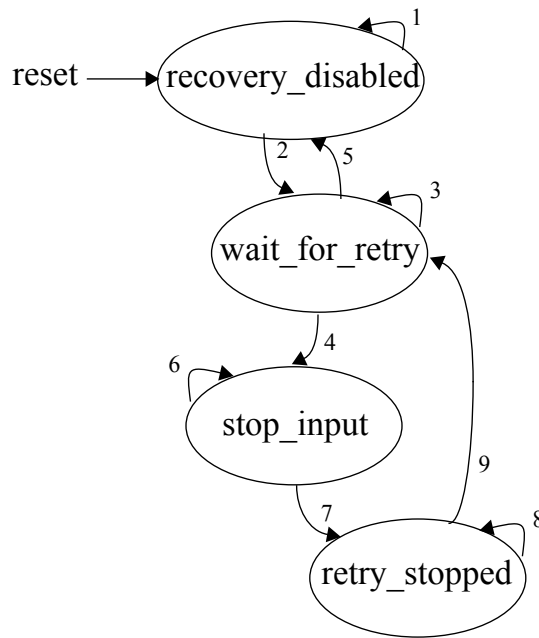 1
reset
recovery_disabled
2
5
3
wait_for_retry
4
6
stop_input
9
7
8
retry_stopped